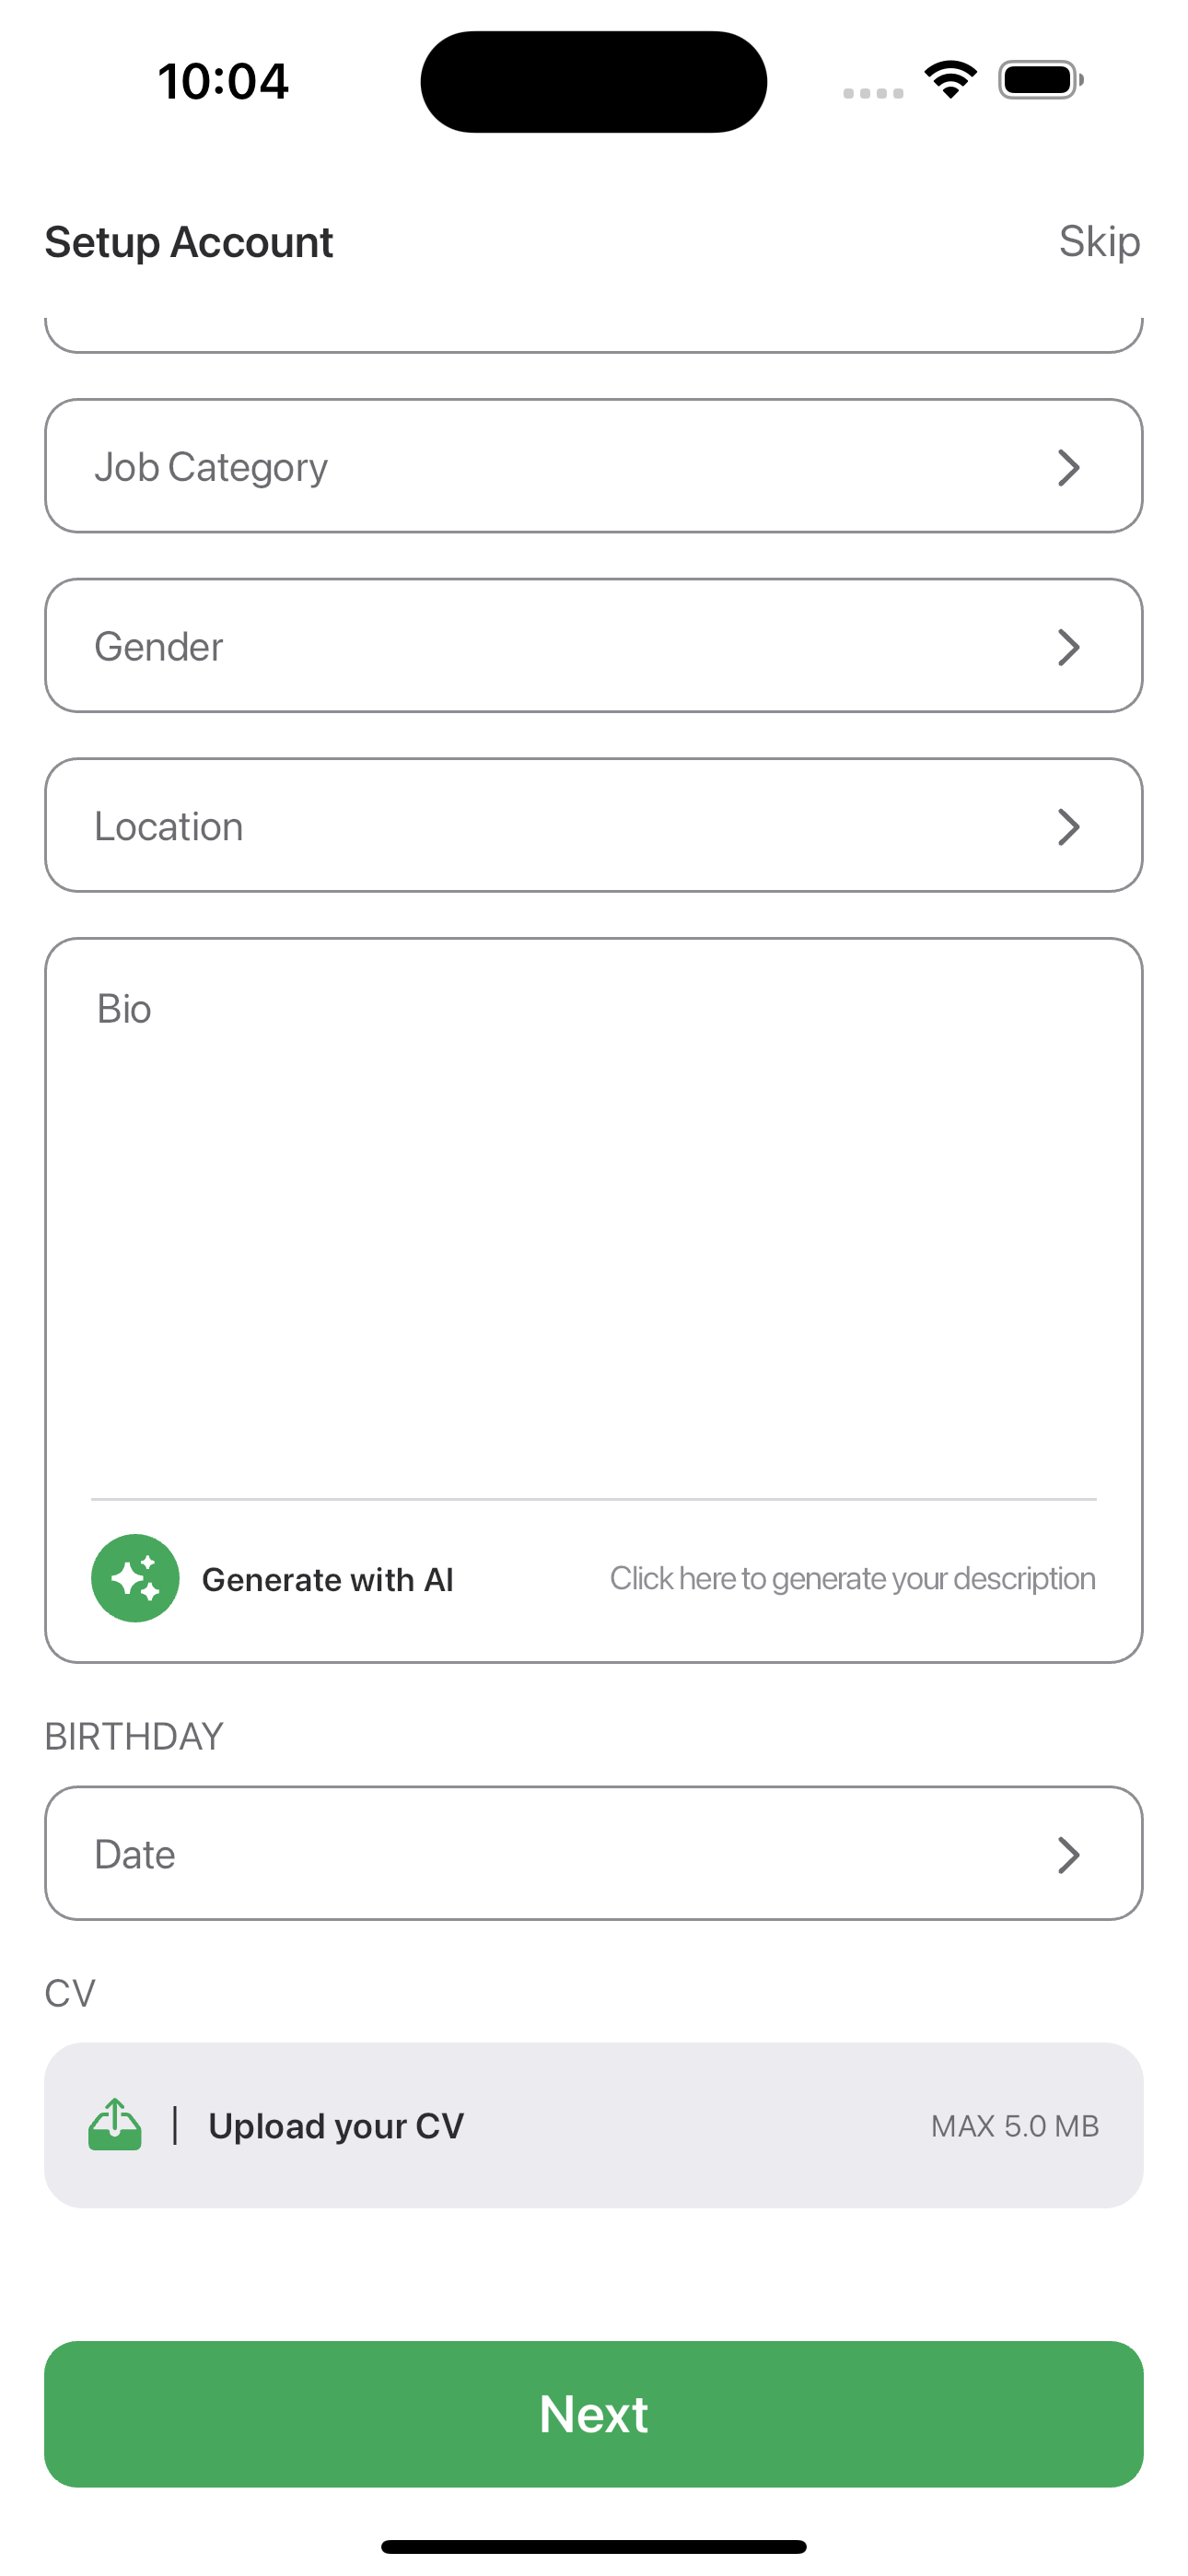 10:04
Setup Account
Skip
Job Category
Gender
Location
Bio
Generate with AI
Click here to generate your description
BIRTHDAY
Date
CV
Upload your CV
MAX 5.0 MB
Next